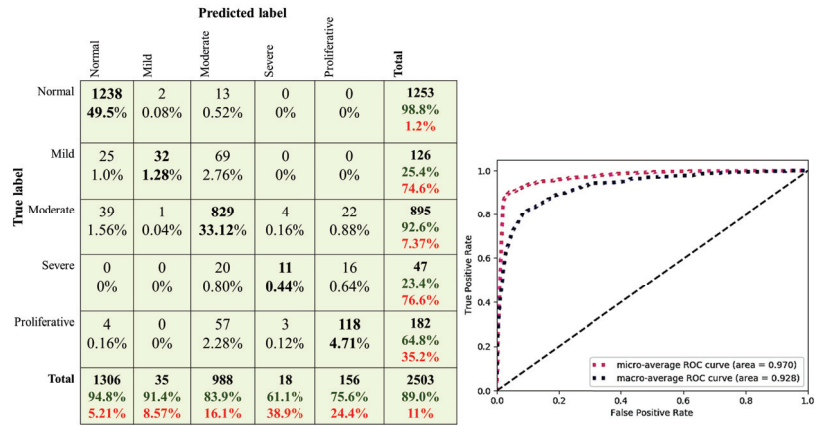 Predicted label
Normal Mild Moderate Severe Proliferative Total
True label
Normal 1238 2 13 0 0 1253
49.5% 0.08% 0.52% 0% 0% 98.8%
1.2%
Mild 25 32 69 0 0 126
1.0% 1.28% 2.76% 0% 0% 25.4%
74.6%
Moderate 39 1 829 4 22 895
1.56% 0.04% 33.12% 0.16% 0.88% 92.6%
7.37%
Severe 0 0 20 11 16 47
0% 0% 0.80% 0.44% 0.64% 23.4%
76.6%
Proliferative 4 0 57 3 118 182
0.16% 0% 2.28% 0.12% 4.71% 64.8%
35.2%
Total 1306 35 988 18 156 2503
94.8% 91.4% 83.9% 61.1% 75.6% 89.0%
5.21% 8.57% 16.1% 38.9% 24.4% 11%
True Positive Rate
1.0
0.8
0.6
0.4
0.2
0.0
micro-average ROC curve (area = 0.970)
macro-average ROC curve (area = 0.928)
0.0 0.2 0.4 0.6 0.8 1.0
False Positive Rate